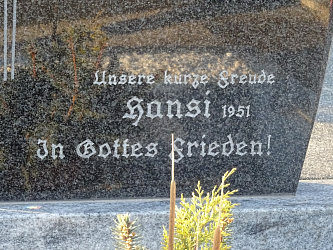 Unsere kurze Freude
Hansi 1951
In Gottes Frieden!